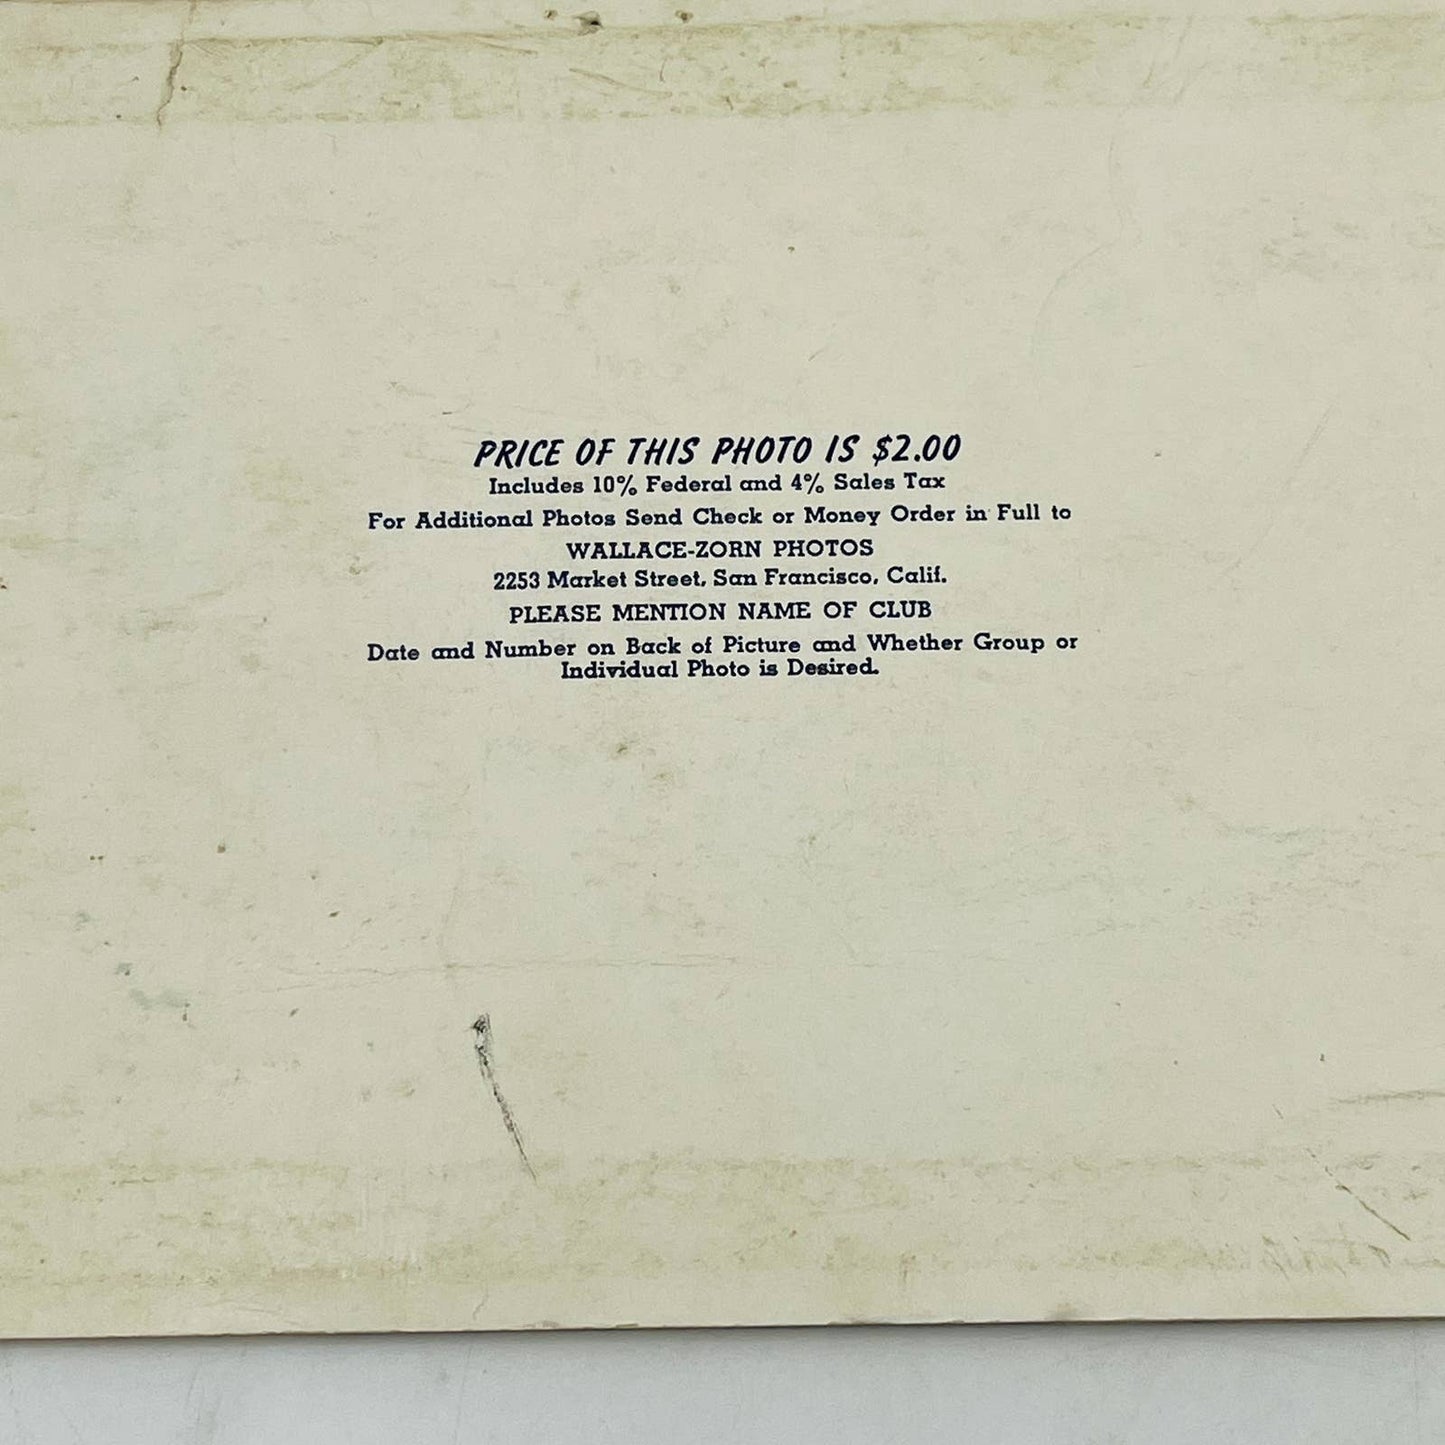 PRICE OF THIS PHOTO IS $2.00
Includes 10% Federal and 4% Sales Tax
For Additional Photos Send Check or Money Order in Full to
WALLACE-ZORN PHOTOS
2253 Market Street, San Francisco, Calif.
PLEASE MENTION NAME OF CLUB
Date and Number on Back of Picture and Whether Group or
Individual Photo is Desired.